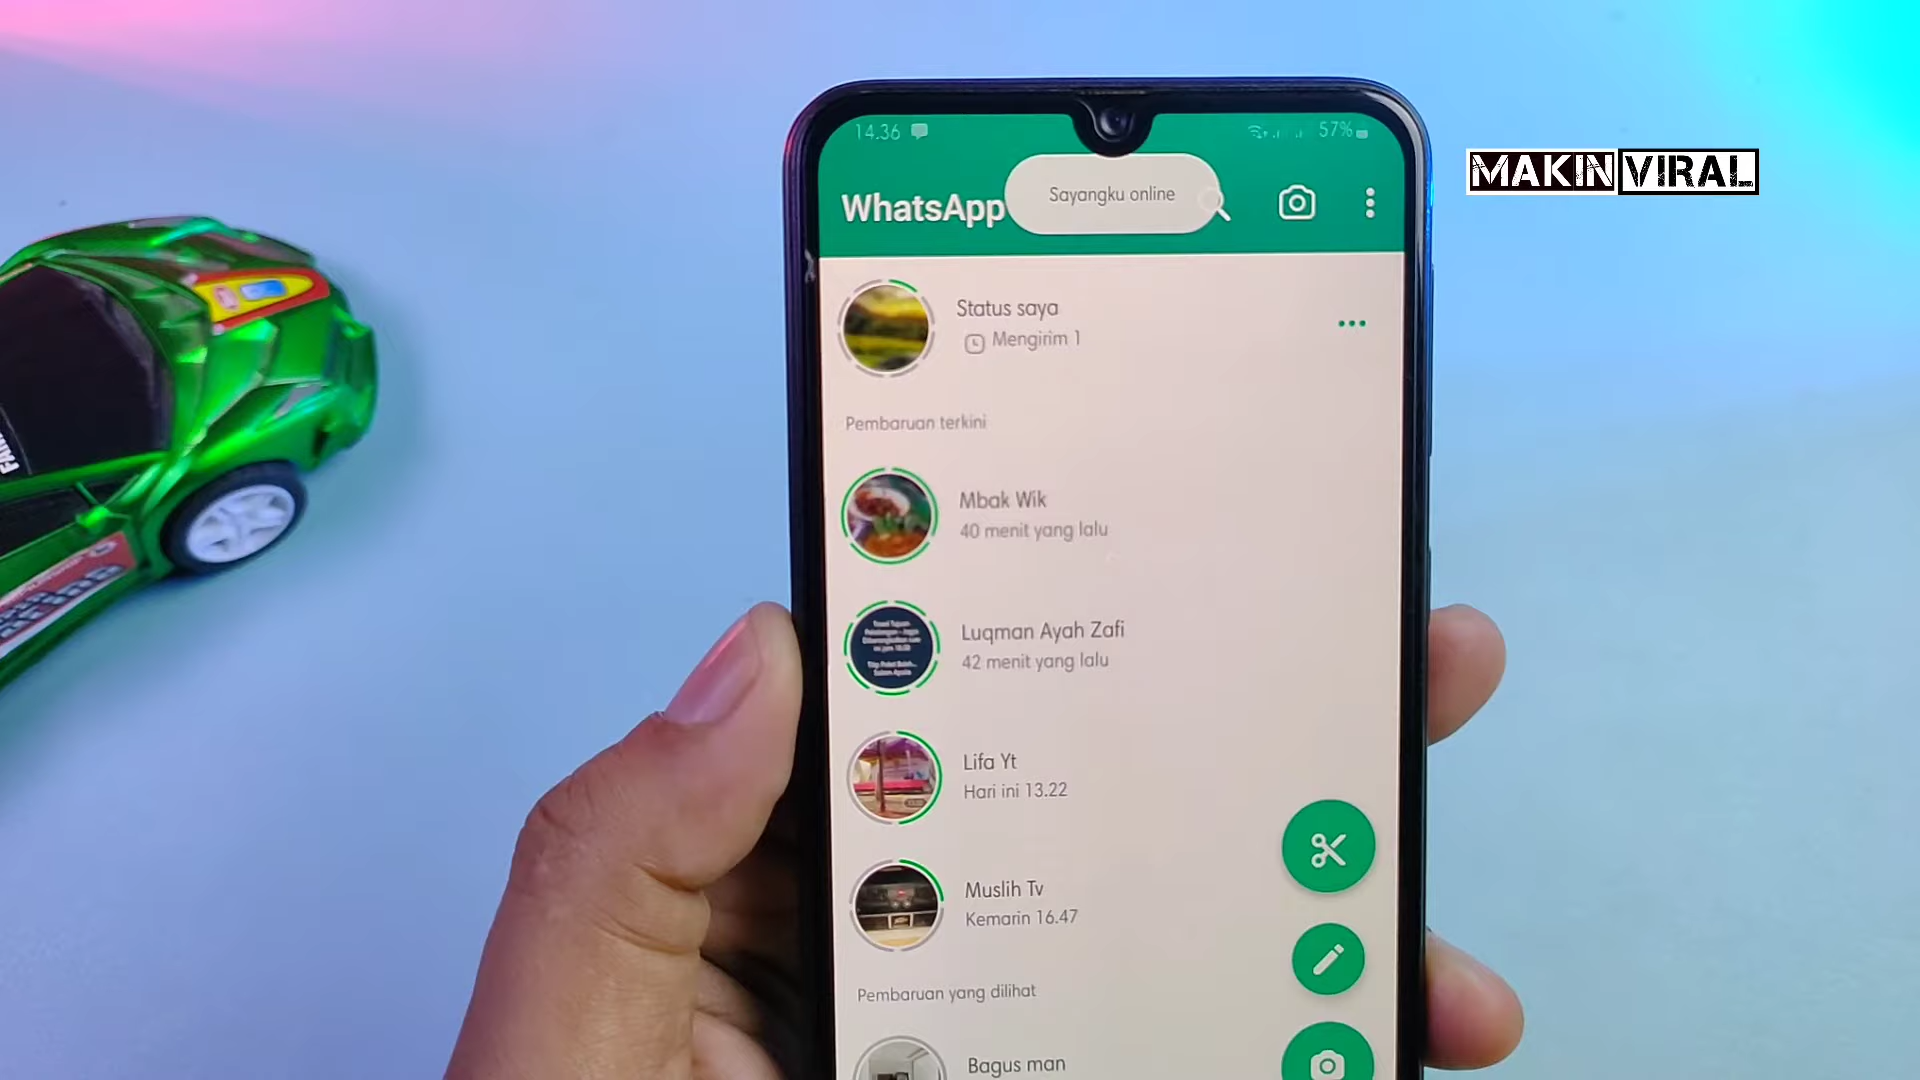 14.36
57%
MAKIN VIRAL
WhatsApp
Sayangku online
Status saya
Mengirim 1
Pembaruan terkini
Mbak Wik
40 menit yang lalu
Luqman Ayah Zafi
42 menit yang lalu
Lifa Yt
Hari ini 13.22
Muslih Tv
Kemarin 16.47
Pembaruan yang dilihat
Bagus man